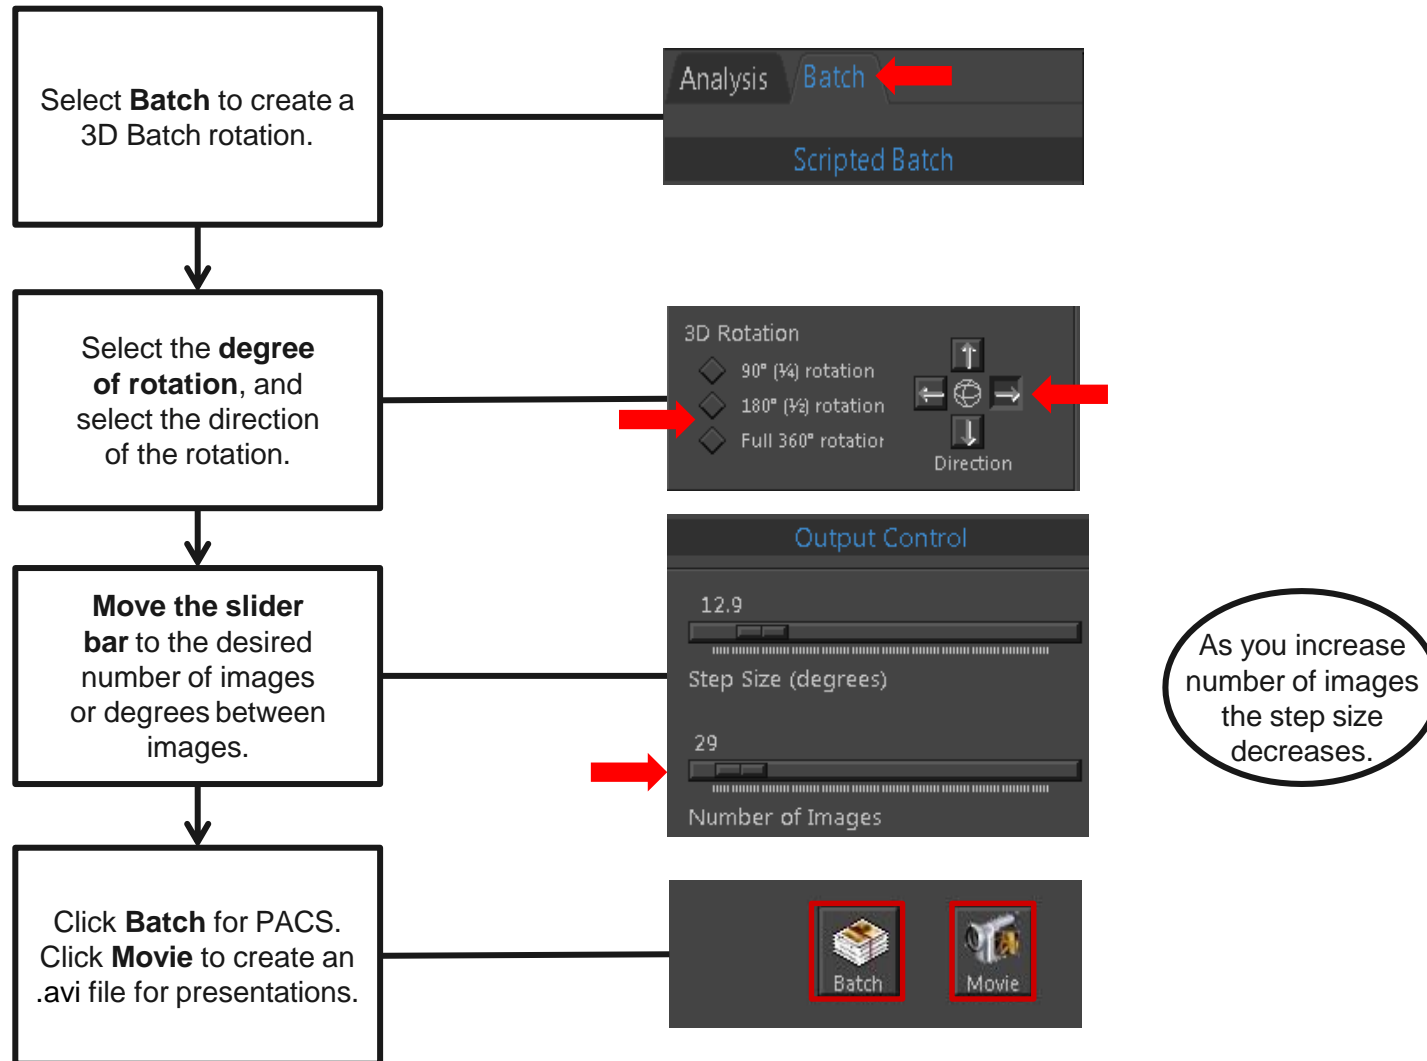 Select Batch to create a
3D Batch rotation.
Analysis Batch
Scripted Batch
Select the degree
of rotation, and
select the direction
of the rotation.
3D Rotation
90° (¼) rotation
180° (½) rotation
Full 360° rotation
Direction
Move the slider
bar to the desired
number of images
or degrees between
images.
Output Control
12.9
Step Size (degrees)
29
Number of Images
As you increase
number of images
the step size
decreases.
Click Batch for PACS.
Click Movie to create an
.avi file for presentations.
Batch Movie